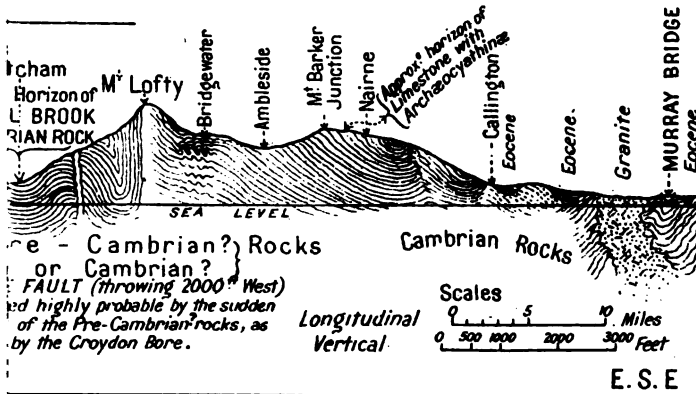 tcham
Horizon of
L BROOK
RIAN ROCK
Mt Lofty
Bridgewater
Ambleside
Mt Barker
Junction
Nairne
Approxe horizon of
Limestone with
Archæocyathinæ
Callington
Eocene
Eocene.
Granite
MURRAY BRIDGE
Eocene
SEA LEVEL
re - Cambrian? } Rocks
or Cambrian?
Cambrian Rocks
FAULT (throwing 2000ft West)
ed highly probable by the sudden
of the Pre-Cambrian? rocks, as
by the Croydon Bore.
Scales
Longitudinal 0 5 10 Miles
Vertical 0 500 1000 2000 3000 Feet
E. S. E